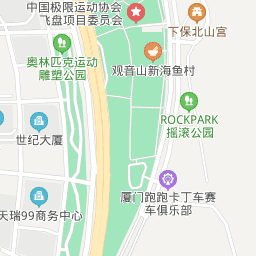 中国极限运动协会
飞盘项目委员会
下保北山宫
奥林匹克运动
雕塑公园
观音山新海鱼村
ROCKPARK
摇滚公园
世纪大厦
厦门跑跑卡丁车赛
车俱乐部
天瑞99商务中心